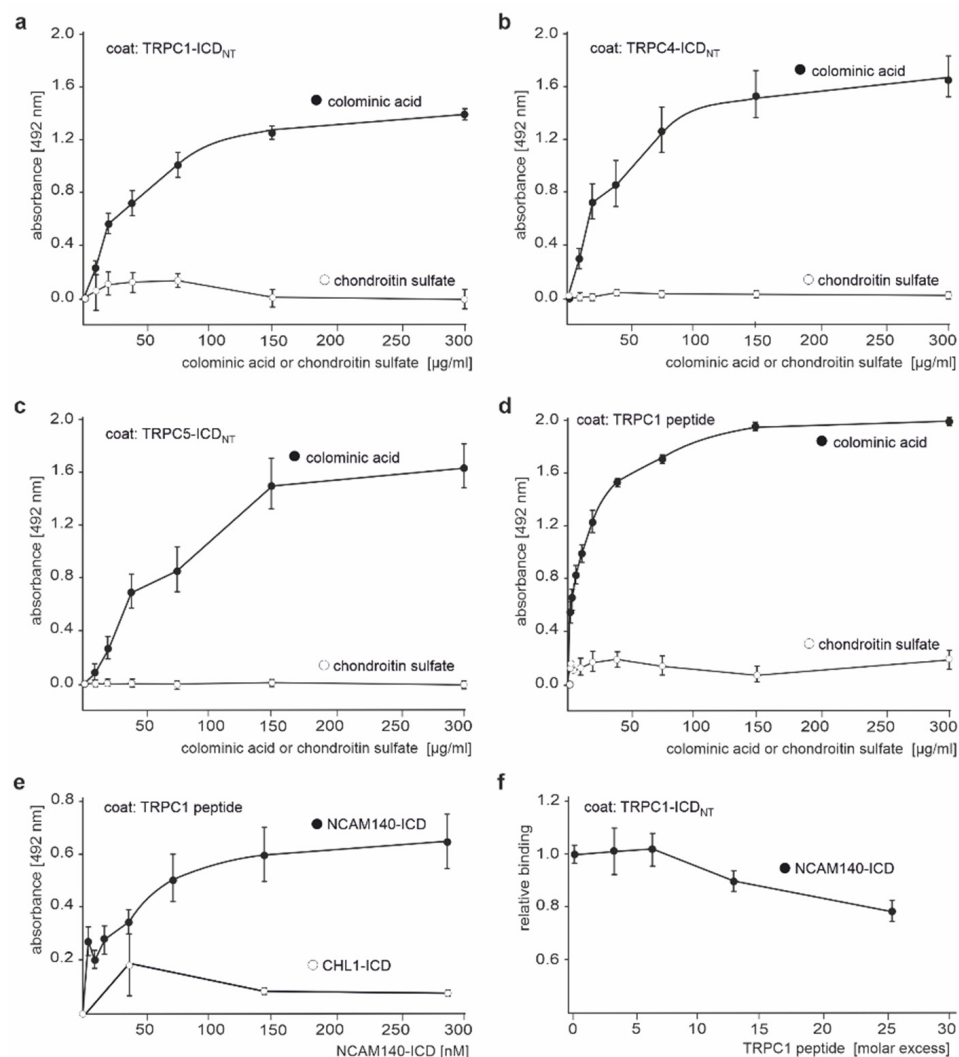 a
coat: TRPC1-ICDNT
absorbance [492 nm]
2.0
1.6
1.2
0.8
0.4
0.0
colominic acid
chondroitin sulfate
50 100 150 200 250 300
colominic acid or chondroitin sulfate [µg/ml]
b
coat: TRPC4-ICDNT
absorbance [492 nm]
2.0
1.6
1.2
0.8
0.4
0.0
colominic acid
chondroitin sulfate
50 100 150 200 250 300
colominic acid or chondroitin sulfate [µg/ml]
c
coat: TRPC5-ICDNT
absorbance [492 nm]
2.0
1.6
1.2
0.8
0.4
0.0
colominic acid
chondroitin sulfate
50 100 150 200 250 300
colominic acid or chondroitin sulfate [µg/ml]
d
coat: TRPC1 peptide
absorbance [492 nm]
2.0
1.6
1.2
0.8
0.4
0.0
colominic acid
chondroitin sulfate
50 100 150 200 250 300
colominic acid or chondroitin sulfate [µg/ml]
e
coat: TRPC1 peptide
absorbance [492 nm]
0.8
0.6
0.4
0.2
NCAM140-ICD
CHL1-ICD
50 100 150 200 250 300
NCAM140-ICD [nM]
f
coat: TRPC1-ICDNT
relative binding
1.2
1.0
0.8
0.6
NCAM140-ICD
0 5 10 15 20 25 30
TRPC1 peptide [molar excess]